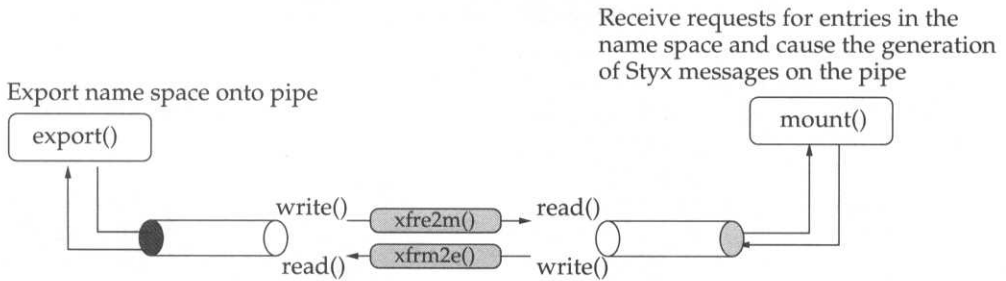 Receive requests for entries in the
name space and cause the generation
of Styx messages on the pipe
Export name space onto pipe
export()
mount()
write()
xfre2m()
read()
read()
xfrm2e()
write()